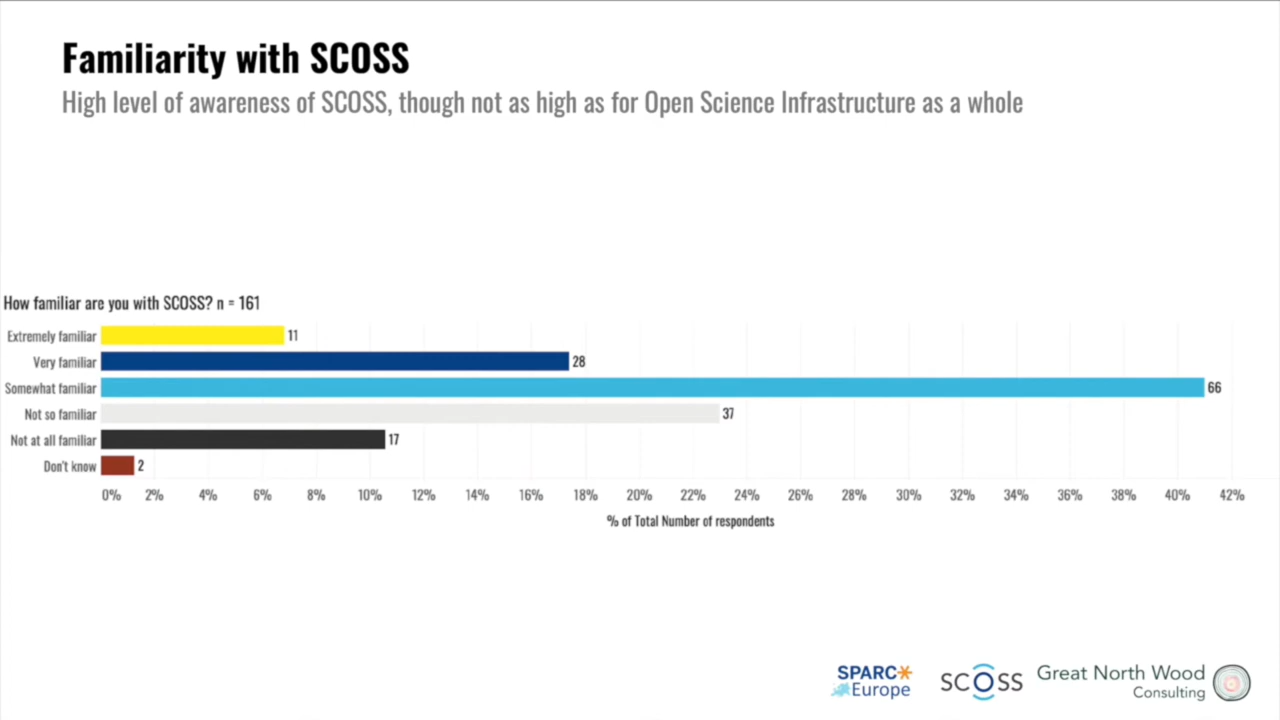 Familiarity with SCOSS
High level of awareness of SCOSS, though not as high as for Open Science Infrastructure as a whole
How familiar are you with SCOSS? n = 161
Extremely familiar 11
Very familiar 28
Somewhat familiar 66
Not so familiar 37
Not at all familiar 17
Don't know 2
0% 2% 4% 6% 8% 10% 12% 14% 16% 18% 20% 22% 24% 26% 28% 30% 32% 34% 36% 38% 40% 42%
% of Total Number of respondents
SPARC
Europe
SCOSS
Great North Wood
Consulting